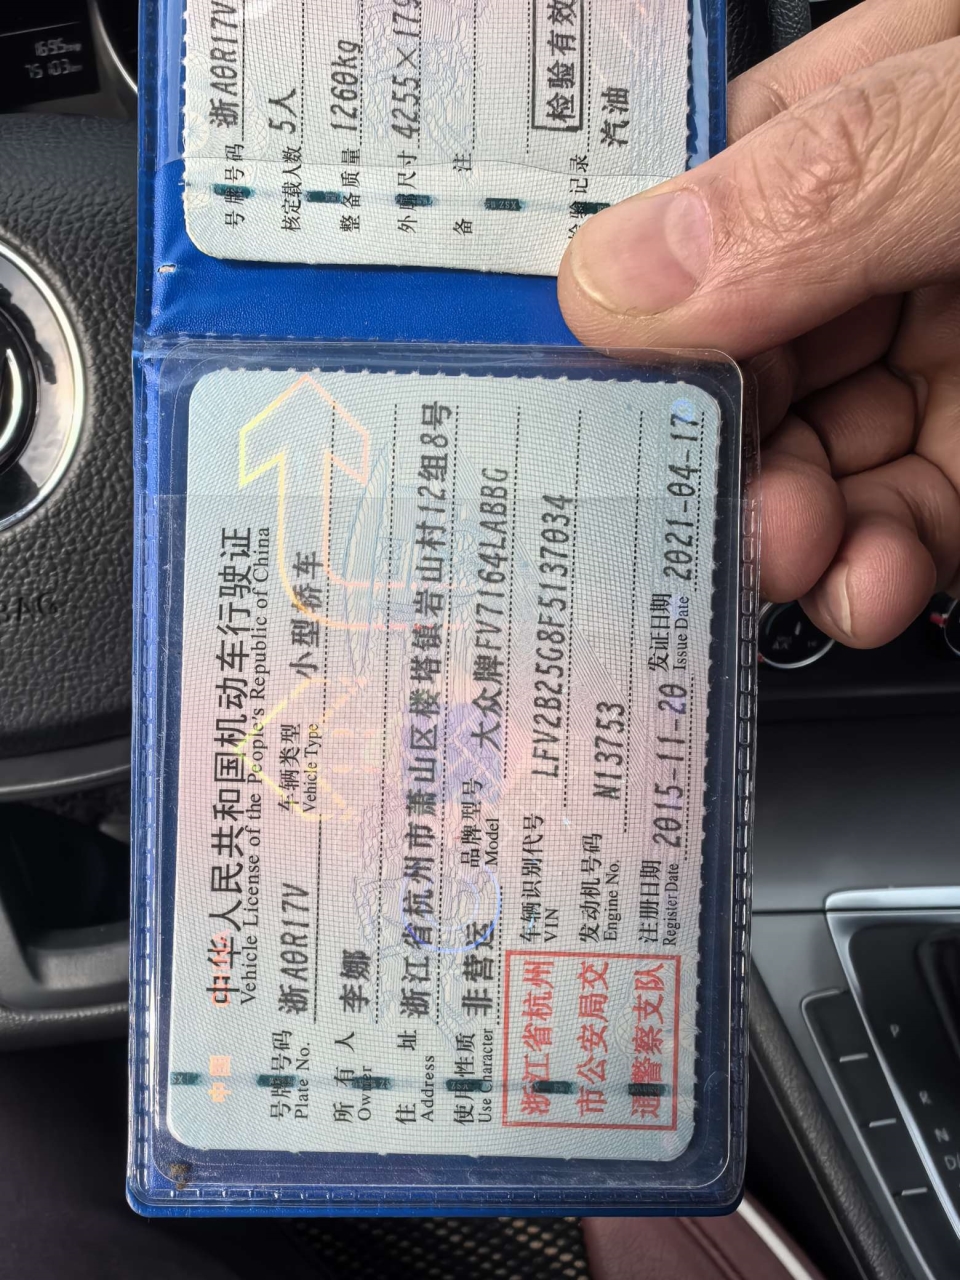 中华人民共和国机动车行驶证
Vehicle License of the People's Republic of China
号牌号码 浙A0R17V 车辆类型 小型轿车
Plate No. Vehicle Type
所有人 李娜
Owner
住址 浙江省杭州市萧山区楼塔镇岩山村12组8号
Address
使用性质 非营运 品牌型号 大众牌FV7164LABBG
Use Character Model
浙江省杭州
市公安局交
通警察支队
车辆识别代号 LFV2B25G8F5137034
VIN
发动机号码 N13753
Engine No.
注册日期 2015-11-20 发证日期 2021-04-17
Register Date Issue Date
中国
号牌号码 浙A0R17V
核定载人数 5人
整备质量 1260kg
外廓尺寸 4255×179
备注
检验有效
记录 汽油
1695
75103km
P
R
N